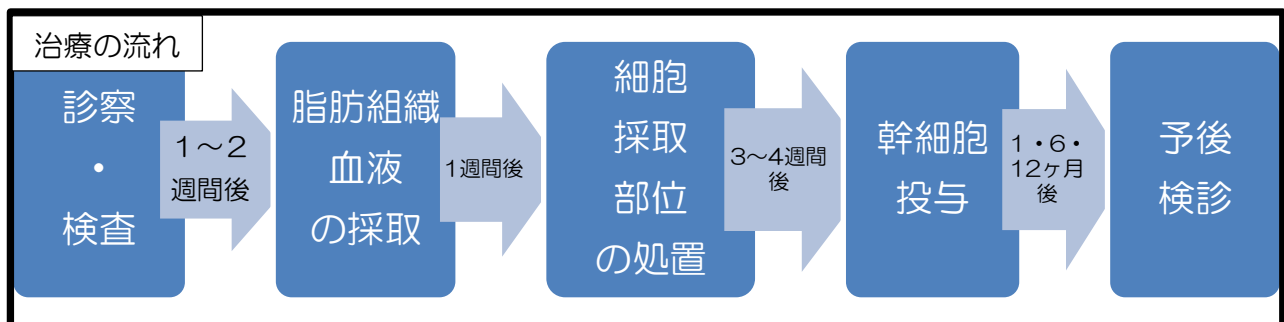 治療の流れ
診察
・
検査
１～２
週間後
脂肪組織
血液
の採取
１週間後
細胞
採取
部位
の処置
３～４週間
後
幹細胞
投与
１・６・
１２ヶ月
後
予後
検診